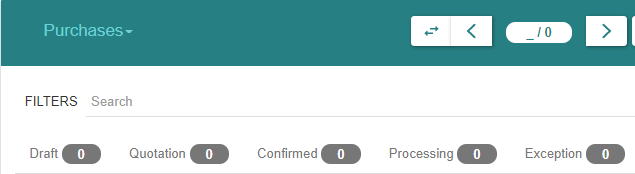 Purchases
_ / 0
FILTERS Search
Draft 0 Quotation 0 Confirmed 0 Processing 0 Exception 0